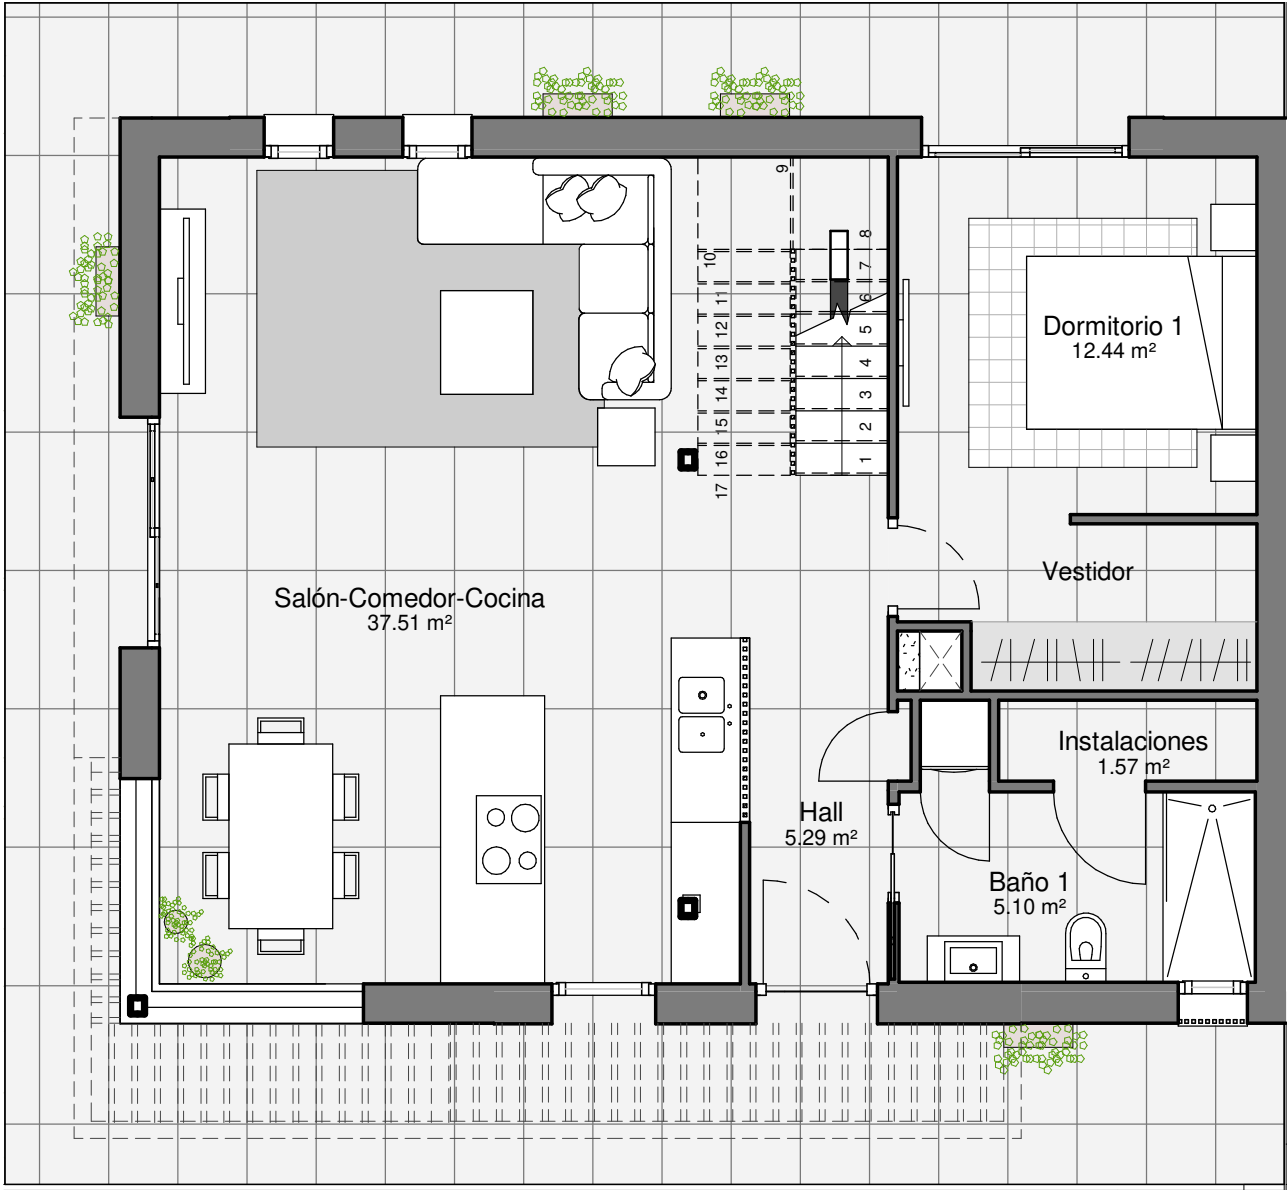 9
8
7
6
5
4
3
2
1
10
11
12
13
14
15
16
17
Dormitorio 1
12.44 m²
Vestidor
Salón-Comedor-Cocina
37.51 m²
Instalaciones
1.57 m²
Hall
5.29 m²
Baño 1
5.10 m²